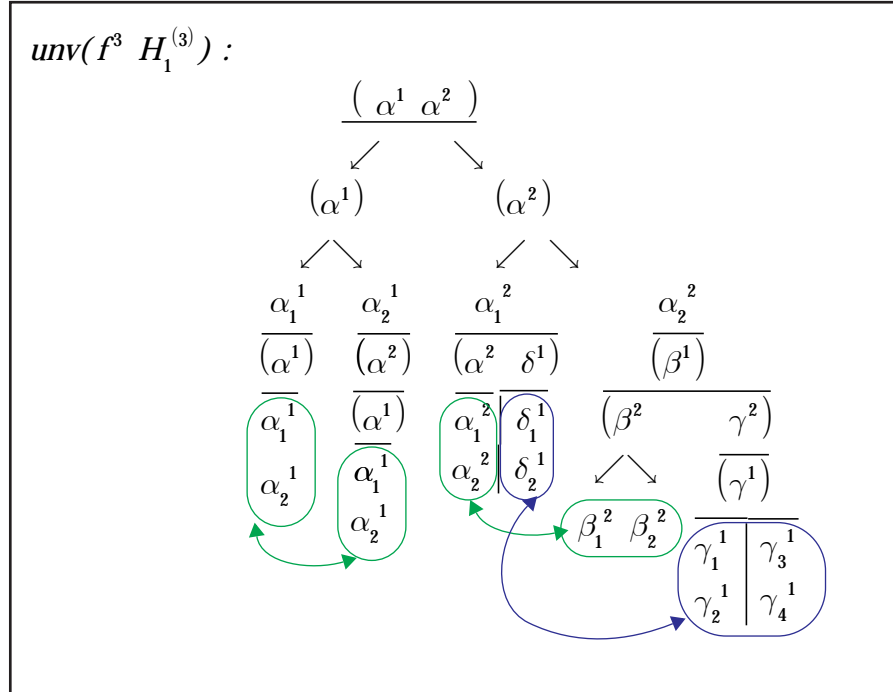 unv(f³ H₁⁽³⁾) :
( α¹ α² )
(α¹) (α²)
α₁¹ α₂¹ α₁² α₂²
(α¹) (α²) (α² δ¹) (β¹)
α₁¹ (α¹) α₁² δ₁¹ (β² γ²)
α₂¹ α₁¹ α₂² δ₂¹ (γ¹)
α₂¹ β₁² β₂² γ₁¹ γ₃¹
γ₂¹ γ₄¹